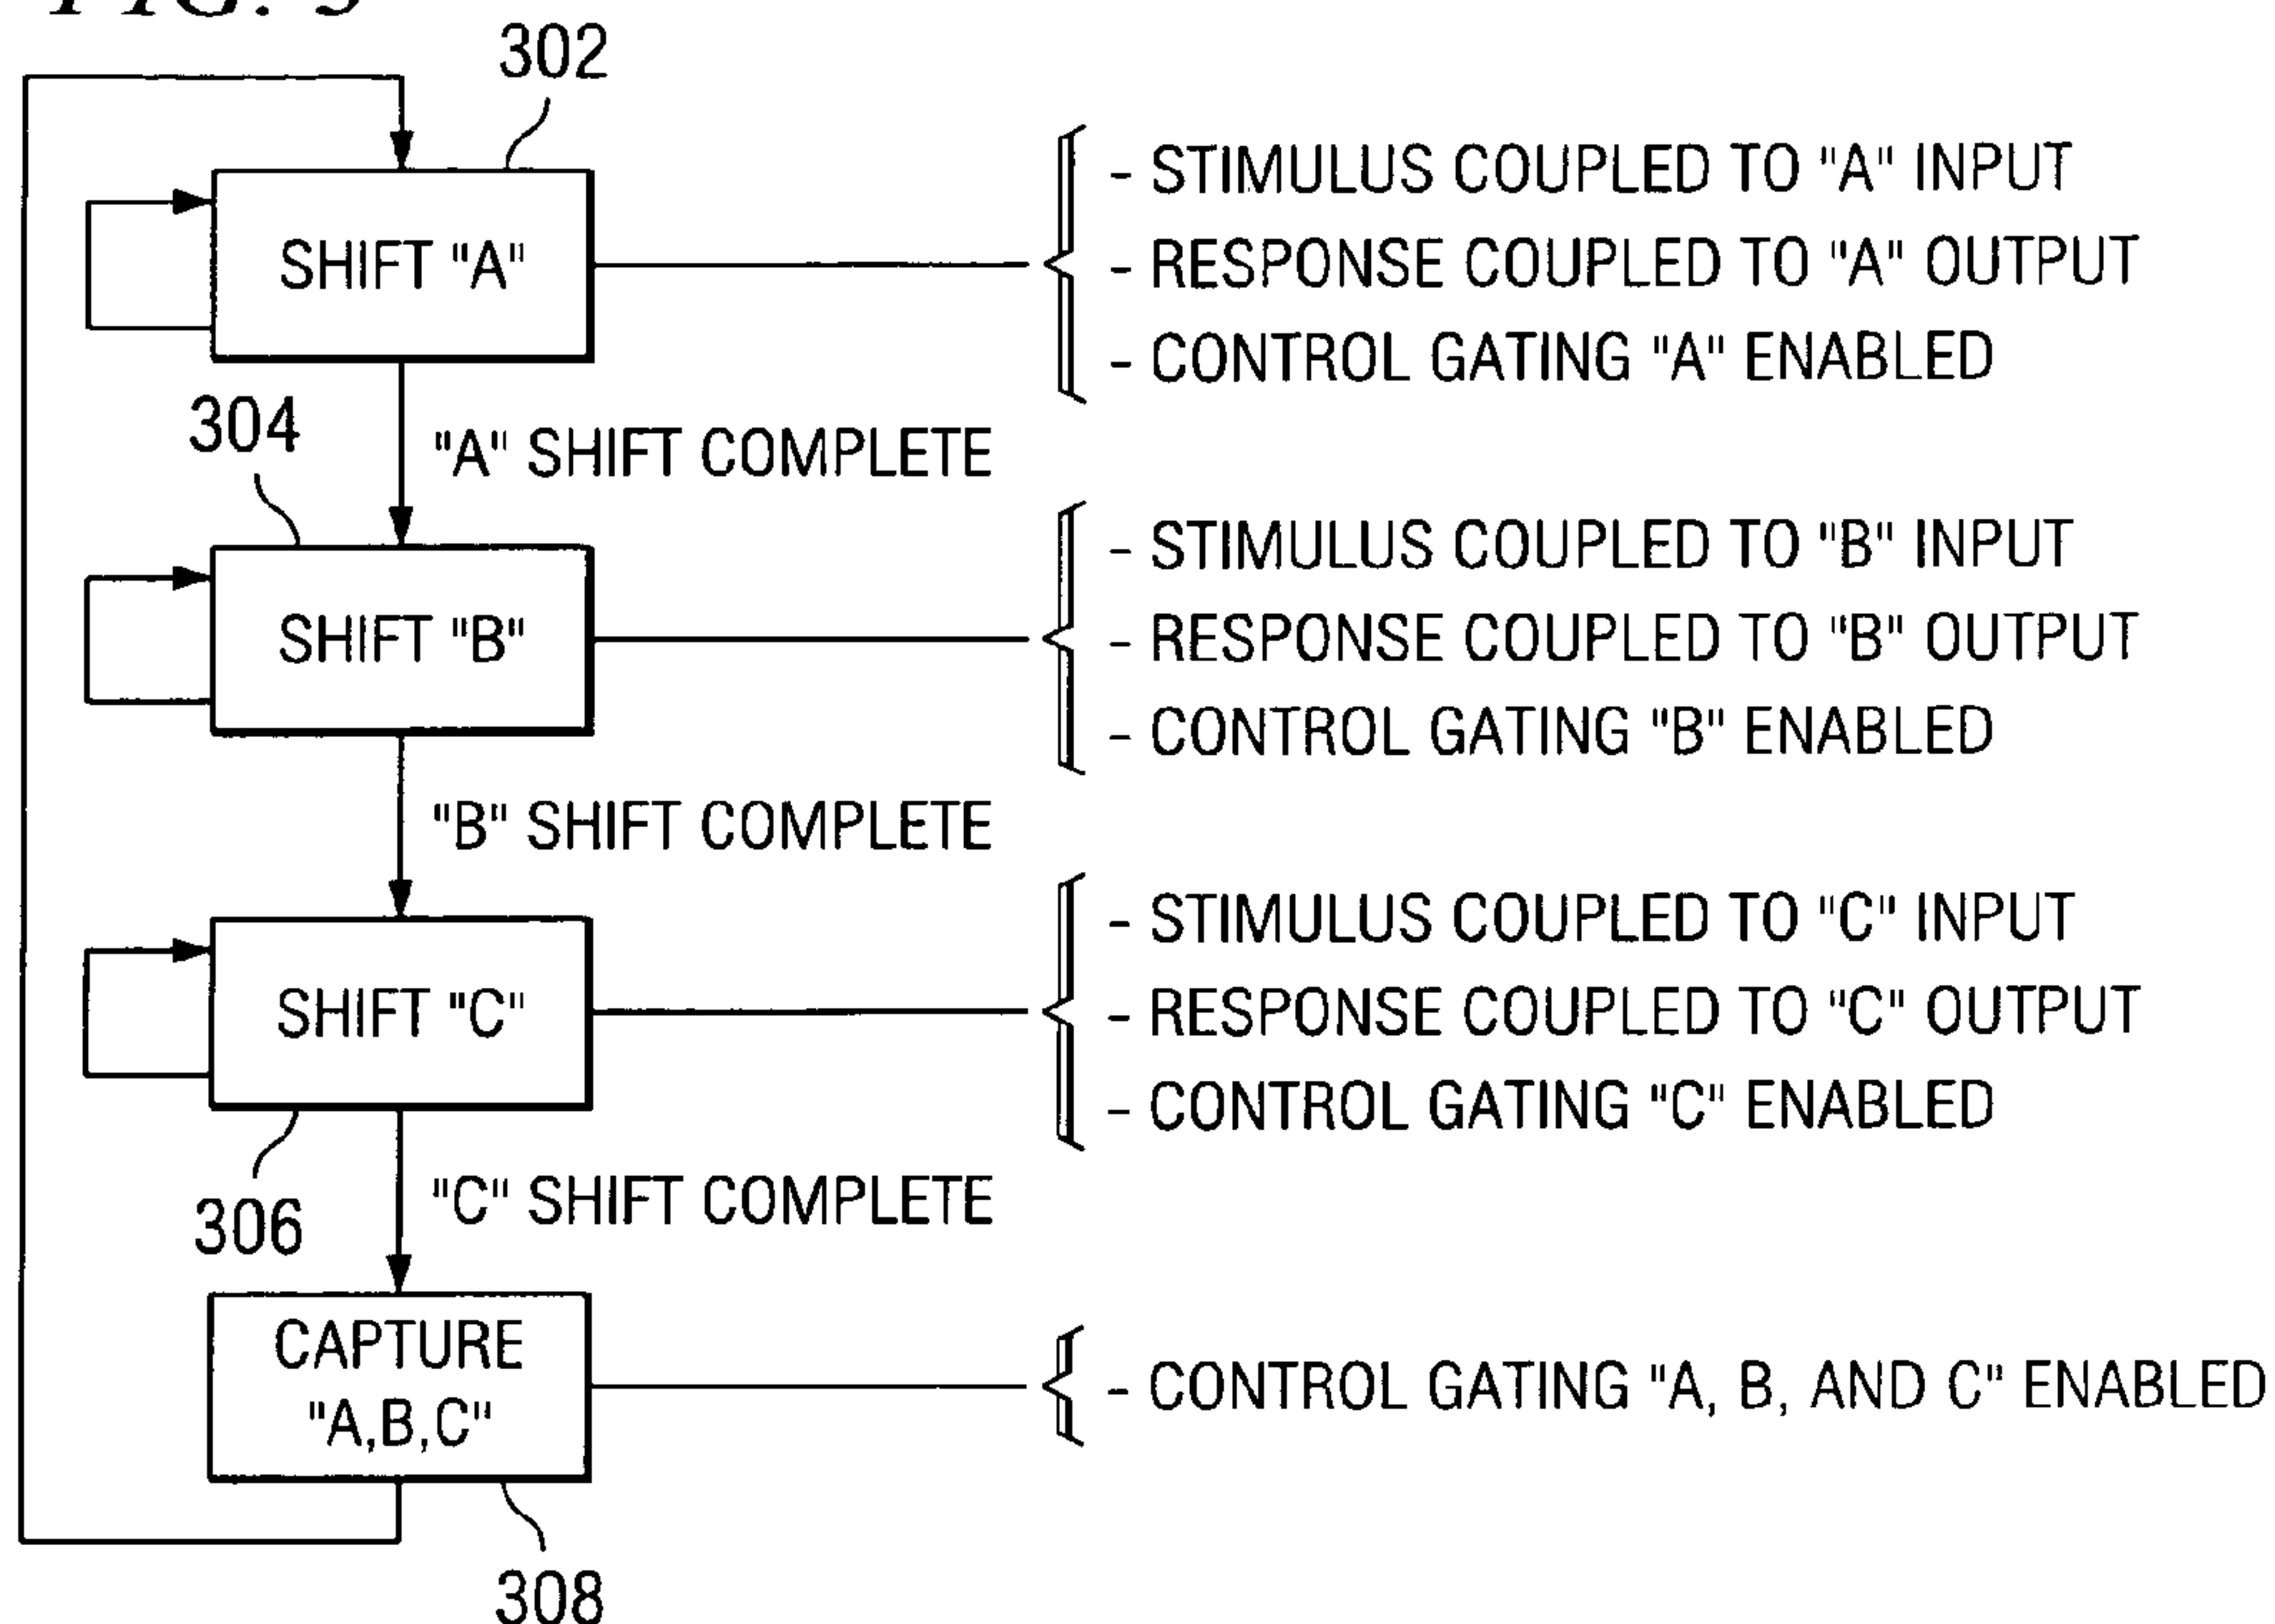 302
SHIFT "A"
- STIMULUS COUPLED TO "A" INPUT
- RESPONSE COUPLED TO "A" OUTPUT
- CONTROL GATING "A" ENABLED
"A" SHIFT COMPLETE
304
SHIFT "B"
- STIMULUS COUPLED TO "B" INPUT
- RESPONSE COUPLED TO "B" OUTPUT
- CONTROL GATING "B" ENABLED
"B" SHIFT COMPLETE
SHIFT "C"
306
- STIMULUS COUPLED TO "C" INPUT
- RESPONSE COUPLED TO "C" OUTPUT
- CONTROL GATING "C" ENABLED
"C" SHIFT COMPLETE
CAPTURE
"A,B,C"
308
- CONTROL GATING "A, B, AND C" ENABLED